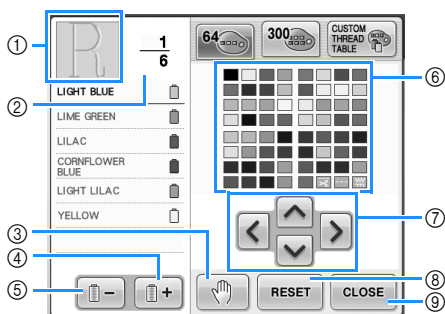 ①
R
1
6
64
300
CUSTOM
THREAD
TABLE
②
LIGHT BLUE
LIME GREEN
LILAC
CORNFLOWER
BLUE
LIGHT LILAC
YELLOW
⑥
⑦
③
④
⑤
−
+
RESET
CLOSE
⑧
⑨